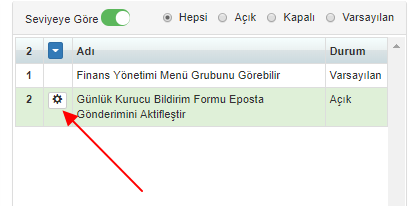 Seviyeye Göre Hepsi Açık Kapalı Varsayılan
2 Adı Durum
1 Finans Yönetimi Menü Grubunu Görebilir Varsayılan
2 Günlük Kurucu Bildirim Formu Eposta Açık
Gönderimini Aktifleştir